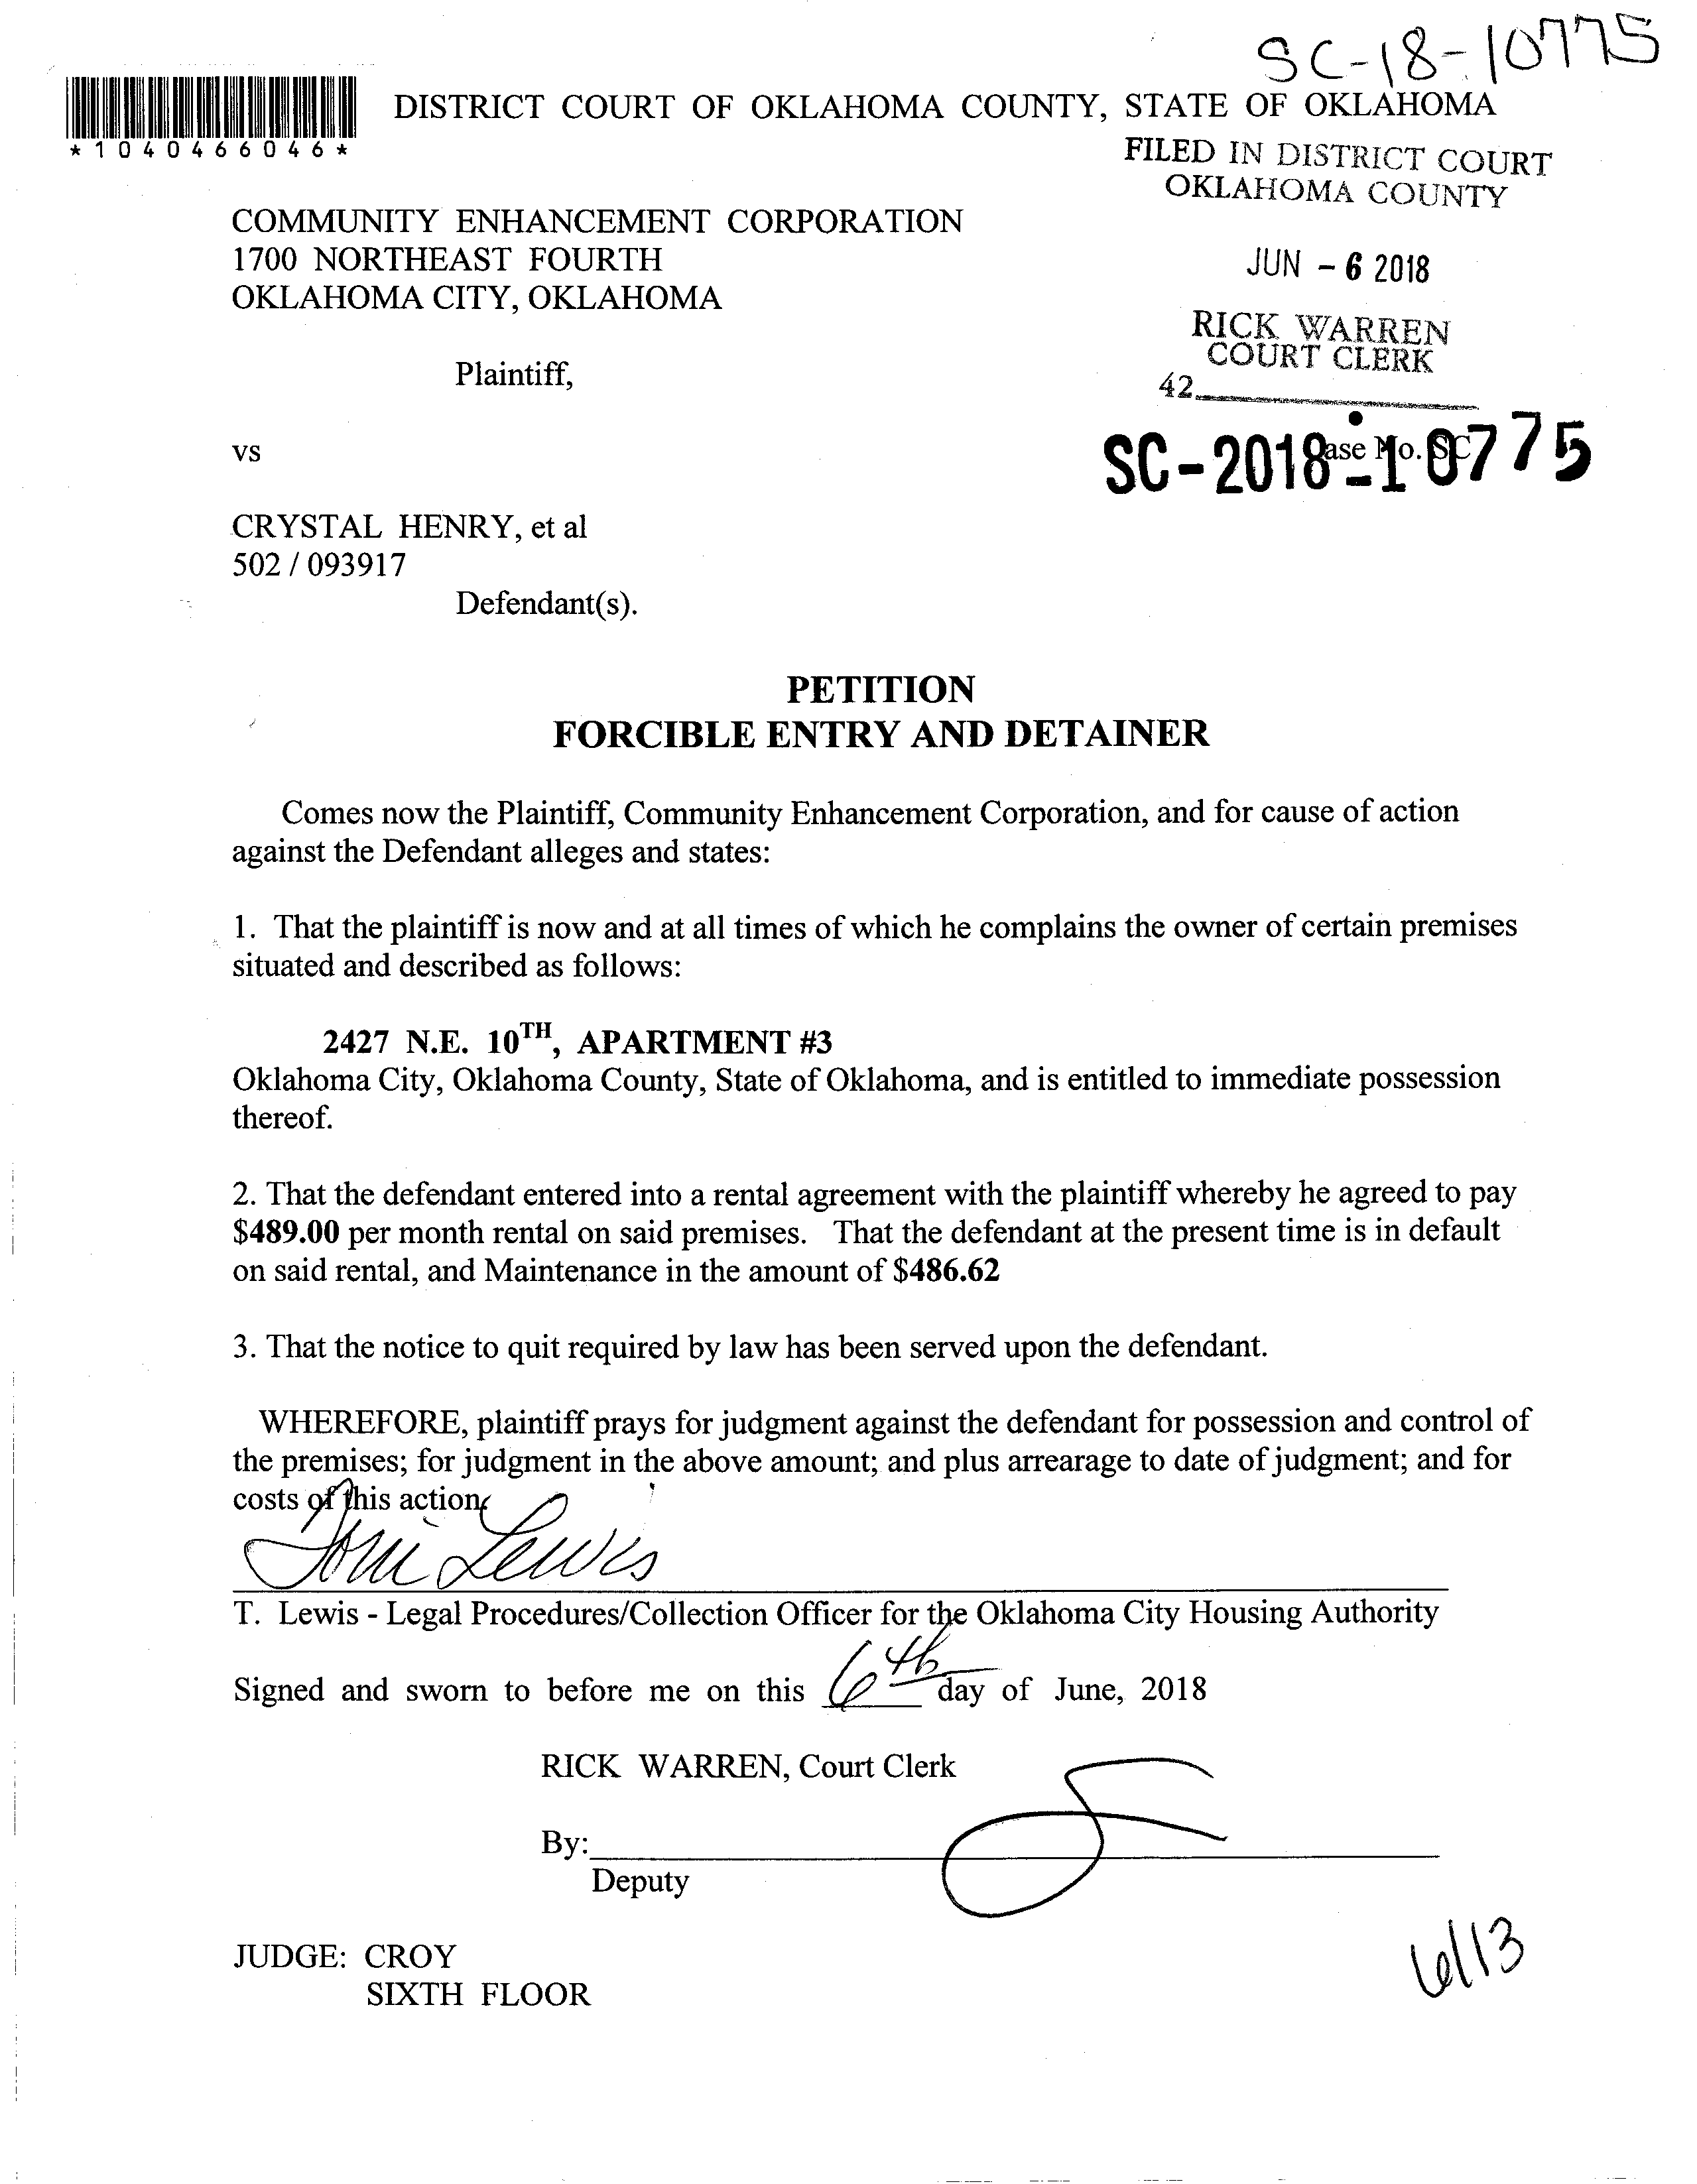 SC-18-10775
DISTRICT COURT OF OKLAHOMA COUNTY, STATE OF OKLAHOMA
*1040466046*
FILED IN DISTRICT COURT
OKLAHOMA COUNTY
COMMUNITY ENHANCEMENT CORPORATION
1700 NORTHEAST FOURTH
OKLAHOMA CITY, OKLAHOMA
JUN - 6 2018
RICK WARREN
COURT CLERK
42
Plaintiff,
vs
Case No. SC
SC-2018-10775
CRYSTAL HENRY, et al
502 / 093917
Defendant(s).
PETITION
FORCIBLE ENTRY AND DETAINER
Comes now the Plaintiff, Community Enhancement Corporation, and for cause of action
against the Defendant alleges and states:
1. That the plaintiff is now and at all times of which he complains the owner of certain premises
situated and described as follows:
2427 N.E. 10TH, APARTMENT #3
Oklahoma City, Oklahoma County, State of Oklahoma, and is entitled to immediate possession
thereof.
2. That the defendant entered into a rental agreement with the plaintiff whereby he agreed to pay
$489.00 per month rental on said premises. That the defendant at the present time is in default
on said rental, and Maintenance in the amount of $486.62
3. That the notice to quit required by law has been served upon the defendant.
WHEREFORE, plaintiff prays for judgment against the defendant for possession and control of
the premises; for judgment in the above amount; and plus arrearage to date of judgment; and for
costs of this action.
Toni Lewis
T. Lewis - Legal Procedures/Collection Officer for the Oklahoma City Housing Authority
Signed and sworn to before me on this 6th day of June, 2018
RICK WARREN, Court Clerk
By:
Deputy
JUDGE: CROY
SIXTH FLOOR
6/13